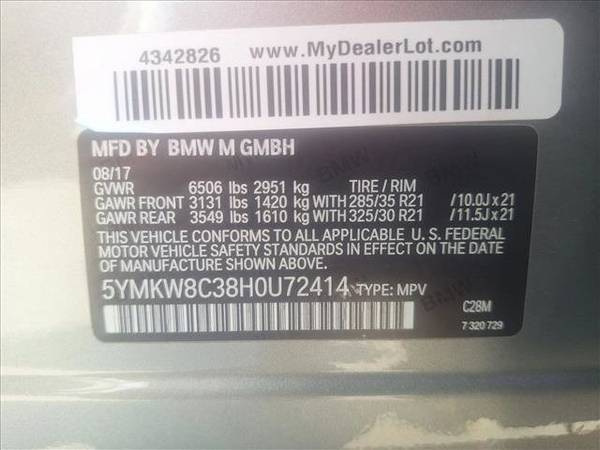 4342826 www.MyDealerLot.com
MFD BY BMW M GMBH
08/17
GVWR 6506 lbs 2951 kg TIRE / RIM
GAWR FRONT 3131 lbs 1420 kg WITH 285/35 R21 /10.0J x 21
GAWR REAR 3549 lbs 1610 kg WITH 325/30 R21 /11.5J x 21
THIS VEHICLE CONFORMS TO ALL APPLICABLE U. S. FEDERAL
MOTOR VEHICLE SAFETY STANDARDS IN EFFECT ON THE DATE
OF MANUFACTURE SHOWN ABOVE.
5YMKW8C38H0U72414 TYPE: MPV
C28M
7 320 729